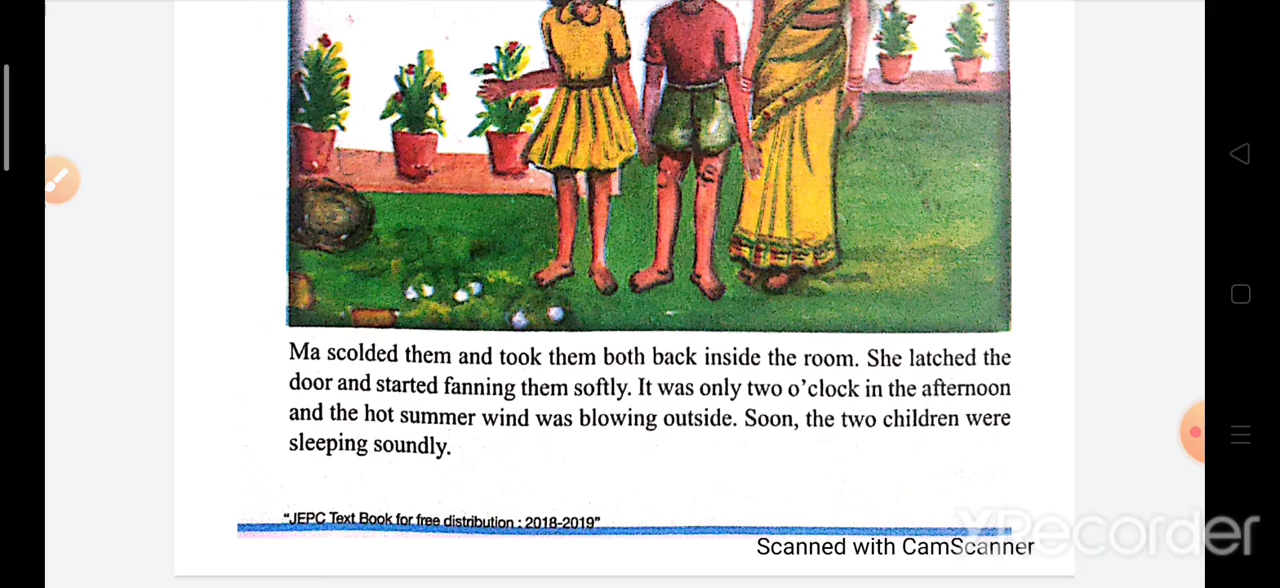 Ma scolded them and took them both back inside the room. She latched the
door and started fanning them softly. It was only two o'clock in the afternoon
and the hot summer wind was blowing outside. Soon, the two children were
sleeping soundly.
"JEPC Text Book for free distribution : 2018-2019"
Scanned with CamScanner
XRecorder